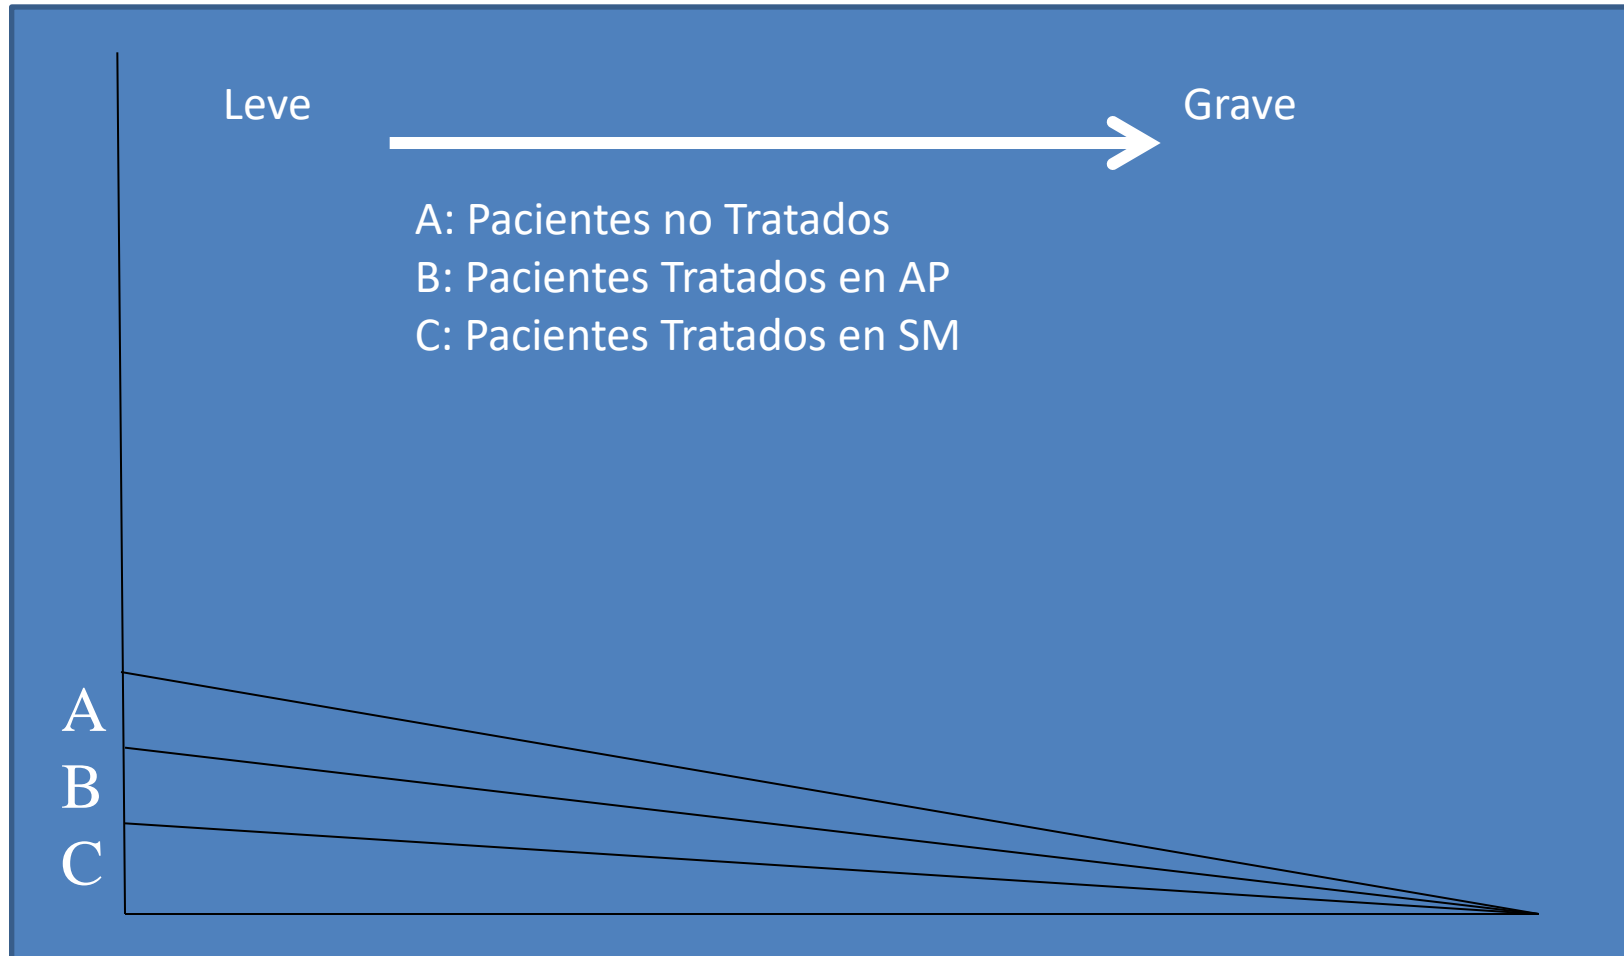 Leve
Grave
A: Pacientes no Tratados
B: Pacientes Tratados en AP
C: Pacientes Tratados en SM
A
B
C